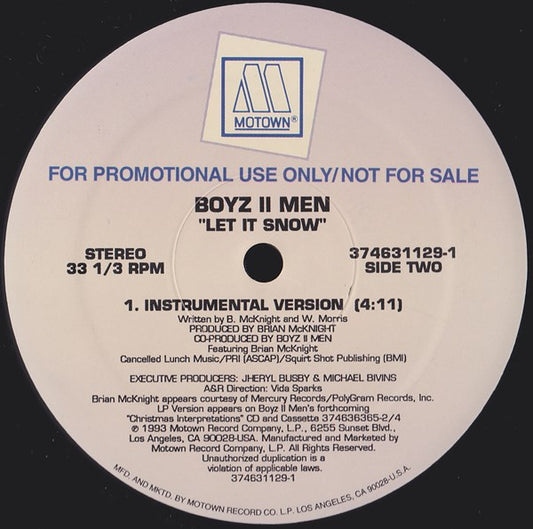 MOTOWN®
FOR PROMOTIONAL USE ONLY/NOT FOR SALE
BOYZ II MEN
"LET IT SNOW"
STEREO
33 1/3 RPM
374631129-1
SIDE TWO
1. INSTRUMENTAL VERSION (4:11)
Written by B. McKnight and W. Morris
PRODUCED BY BRIAN McKNIGHT
CO-PRODUCED BY BOYZ II MEN
Featuring Brian McKnight
Cancelled Lunch Music/PRI (ASCAP)/Squirt Shot Publishing (BMI)
EXECUTIVE PRODUCERS: JHERYL BUSBY & MICHAEL BIVINS
A&R Direction: Vida Sparks
Brian McKnight appears courtesy of Mercury Records/PolyGram Records, Inc.
LP Version appears on Boyz II Men's forthcoming
"Christmas Interpretations" CD and Cassette 374636365-2/4
℗ 1993 Motown Record Company, L.P., 6255 Sunset Blvd.,
Los Angeles, CA 90028-USA. Manufactured and Marketed by
Motown Record Company, L.P. All Rights Reserved.
Unauthorized duplication is a
violation of applicable laws.
374631129-1
MFD. AND MKTD. BY MOTOWN RECORD CO. L.P. LOS ANGELES, CA 90028-U.S.A.